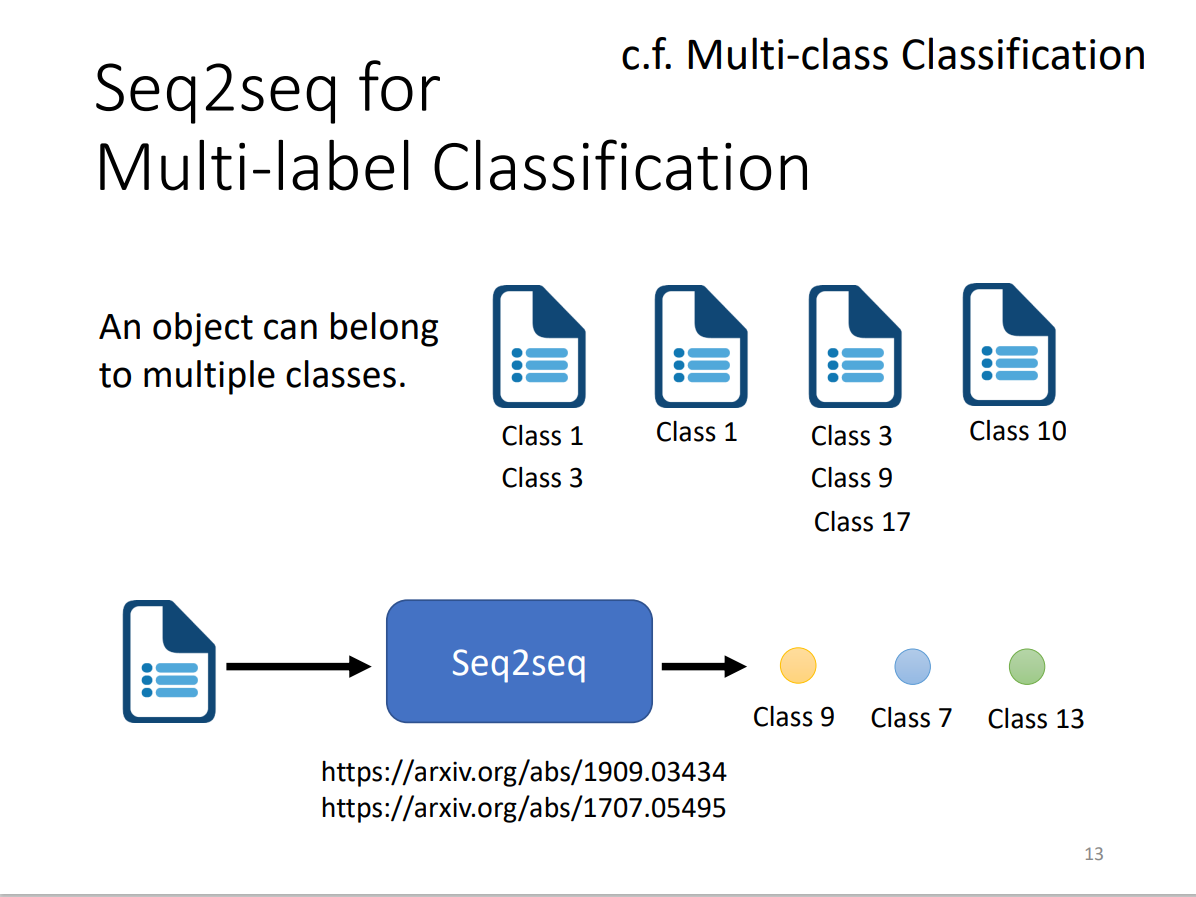 c.f. Multi-class Classification
Seq2seq for
Multi-label Classification
An object can belong
to multiple classes.
Class 1
Class 3
Class 1
Class 3
Class 9
Class 17
Class 10
Seq2seq
Class 9
Class 7
Class 13
https://arxiv.org/abs/1909.03434
https://arxiv.org/abs/1707.05495
13